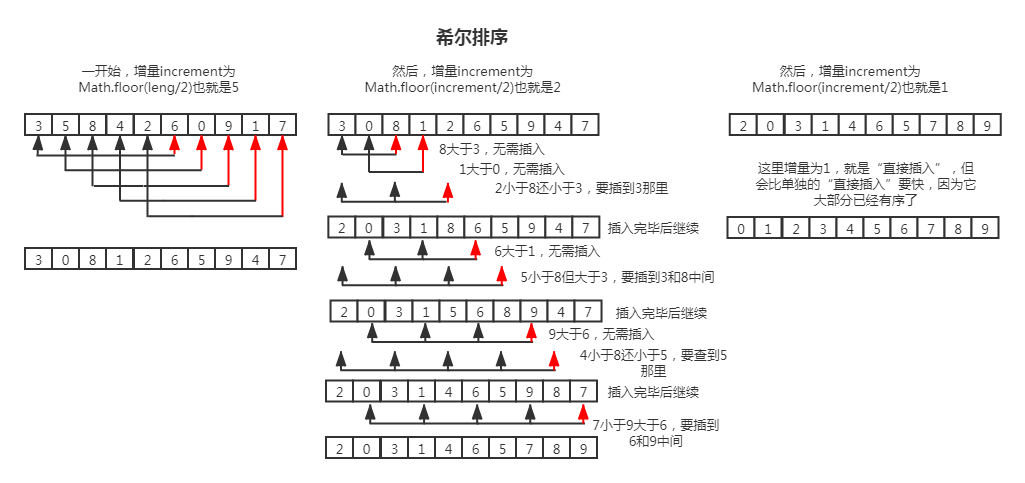 希尔排序
一开始，增量increment为
Math.floor(leng/2)也就是5
3 5 8 4 2 6 0 9 1 7
3 0 8 1 2 6 5 9 4 7
然后，增量increment为
Math.floor(increment/2)也就是2
3 0 8 1 2 6 5 9 4 7
8大于3，无需插入
1大于0，无需插入
2小于8还小于3，要插到3那里
2 0 3 1 8 6 5 9 4 7
插入完毕后继续
6大于1，无需插入
5小于8但大于3，要插到3和8中间
2 0 3 1 5 6 8 9 4 7
插入完毕后继续
9大于6，无需插入
4小于8还小于5，要查到5
那里
2 0 3 1 4 6 5 9 8 7
插入完毕后继续
7小于9大于6，要插到
6和9中间
2 0 3 1 4 6 5 7 8 9
然后，增量increment为
Math.floor(increment/2)也就是1
2 0 3 1 4 6 5 7 8 9
这里增量为1，就是“直接插入”，但
会比单独的“直接插入”要快，因为它
大部分已经有序了
0 1 2 3 4 5 6 7 8 9